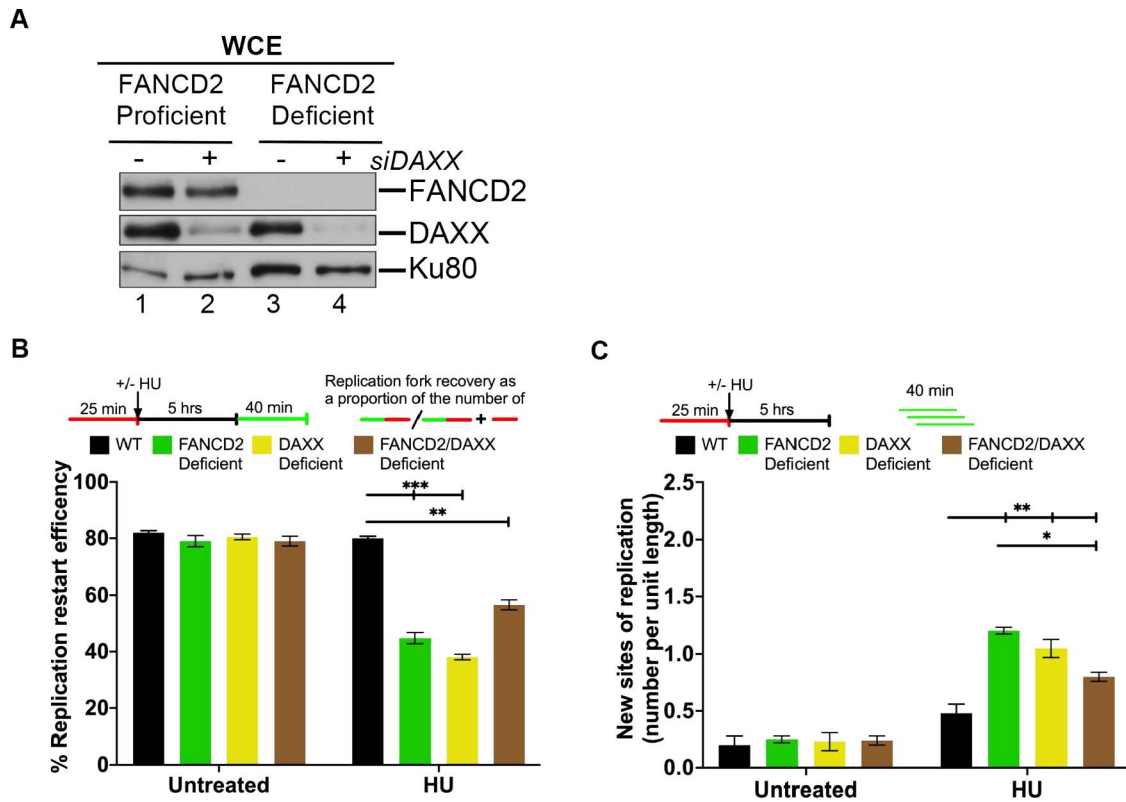 A
WCE
FANCD2 FANCD2
Proficient Deficient
- + - + siDAXX
FANCD2
DAXX
Ku80
1 2 3 4
B
+/- HU
25 min 5 hrs 40 min
Replication fork recovery as
a proportion of the number of
/ +
WT FANCD2 Deficient DAXX Deficient FANCD2/DAXX Deficient
% Replication restart efficency
100
80
60
40
20
0
***
**
Untreated HU
C
+/- HU
25 min 5 hrs
40 min
WT FANCD2 Deficient DAXX Deficient FANCD2/DAXX Deficient
New sites of replication
(number per unit length)
2.5
2.0
1.5
1.0
0.5
0.0
**
*
Untreated HU